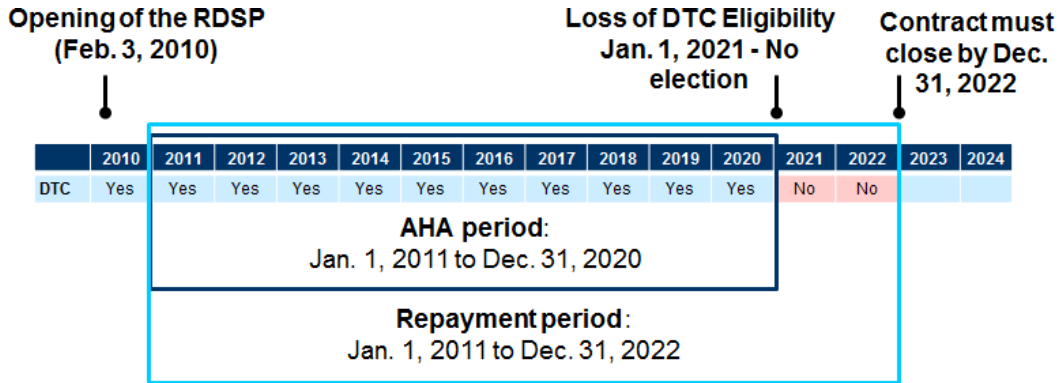 Opening of the RDSP
(Feb. 3, 2010)
Loss of DTC Eligibility
Jan. 1, 2021 - No
election
Contract must
close by Dec.
31, 2022
2010 2011 2012 2013 2014 2015 2016 2017 2018 2019 2020 2021 2022 2023 2024
DTC Yes Yes Yes Yes Yes Yes Yes Yes Yes Yes Yes No No
AHA period:
Jan. 1, 2011 to Dec. 31, 2020
Repayment period:
Jan. 1, 2011 to Dec. 31, 2022